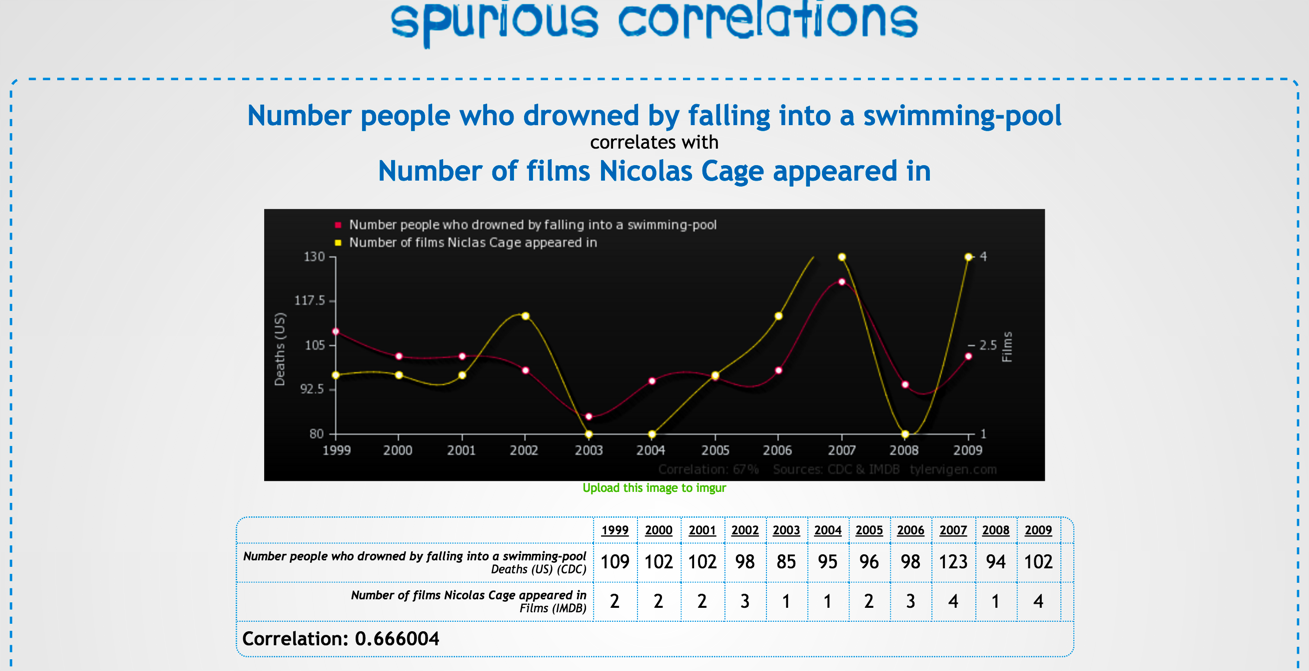 spurious correlations
Number people who drowned by falling into a swimming-pool
correlates with
Number of films Nicolas Cage appeared in
Number people who drowned by falling into a swimming-pool
Number of films Niclas Cage appeared in
130
117.5
105
92.5
80
Deaths (US)
4
2.5
1
Films
1999 2000 2001 2002 2003 2004 2005 2006 2007 2008 2009
Correlation: 67% Sources: CDC & IMDB tylervigen.com
Upload this image to imgur
1999 2000 2001 2002 2003 2004 2005 2006 2007 2008 2009
Number people who drowned by falling into a swimming-pool
Deaths (US) (CDC)
109 102 102 98 85 95 96 98 123 94 102
Number of films Nicolas Cage appeared in
Films (IMDB)
2 2 2 3 1 1 2 3 4 1 4
Correlation: 0.666004